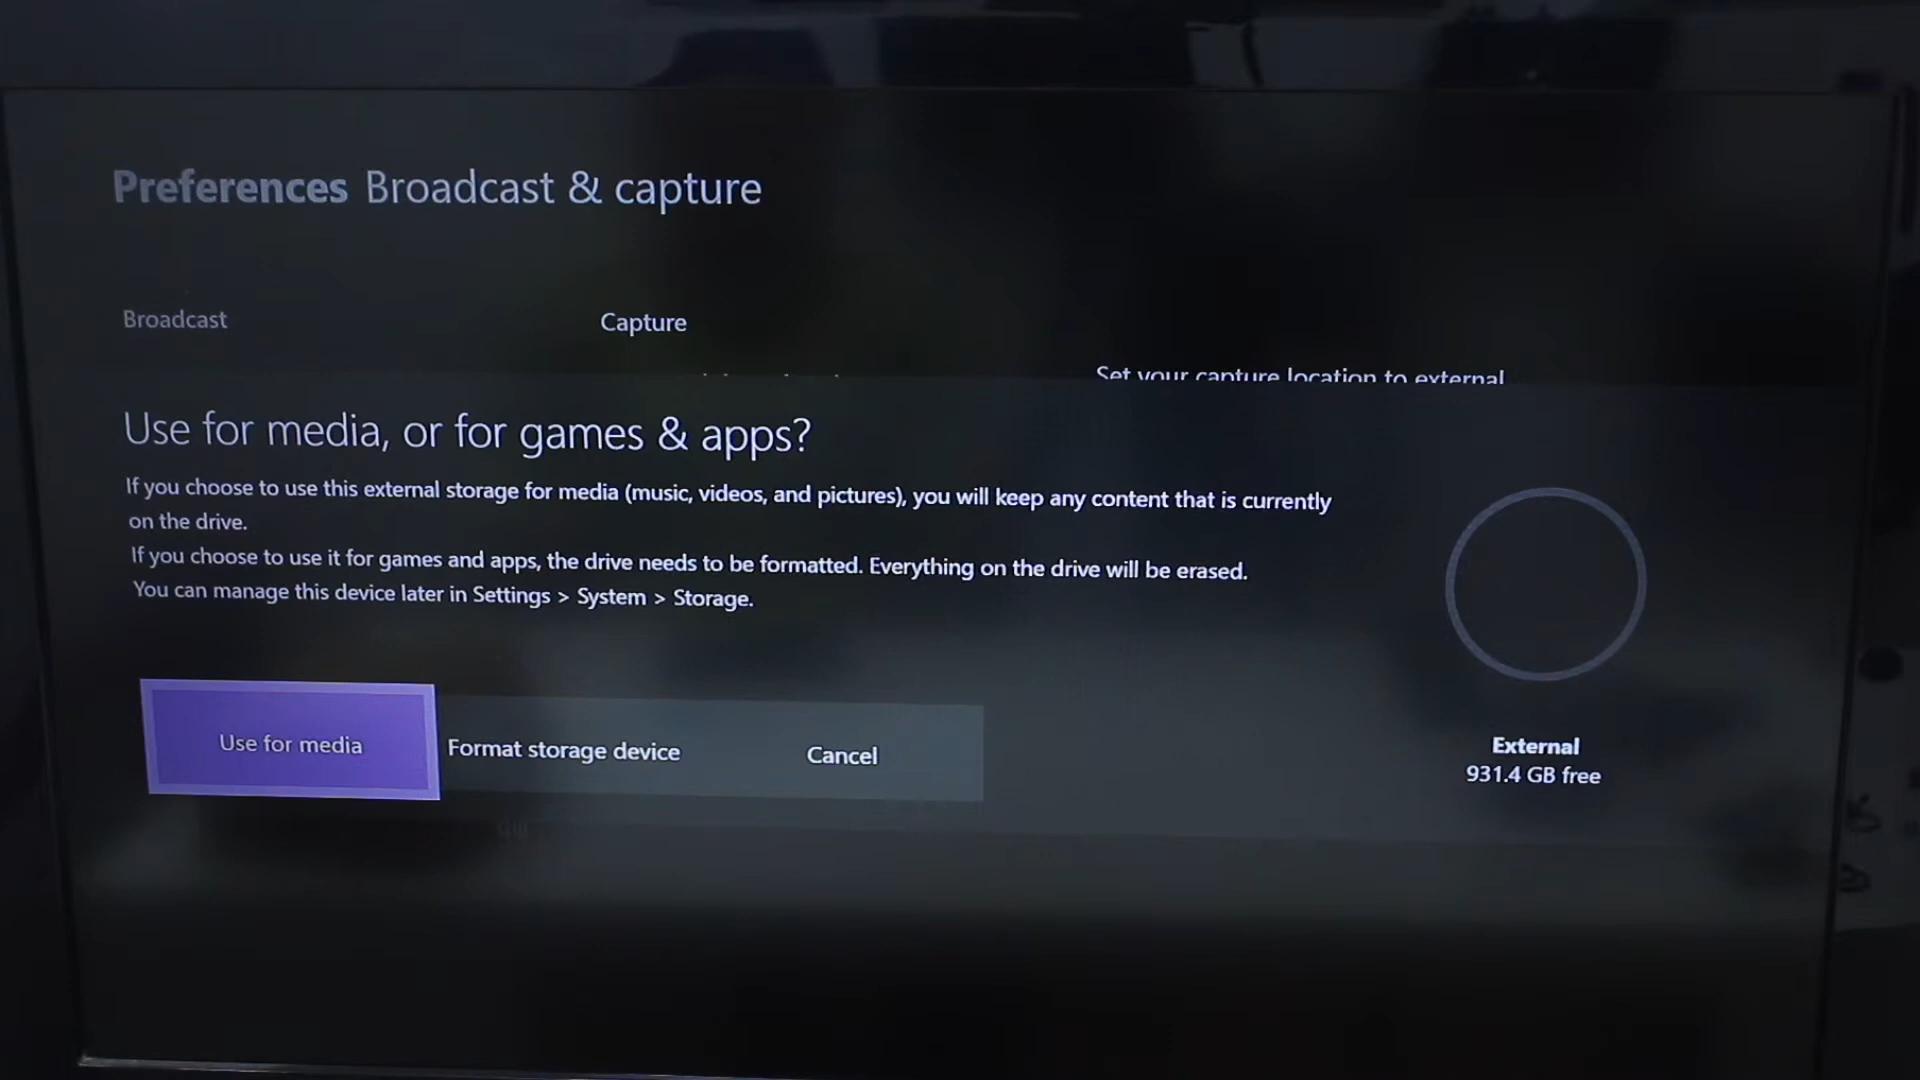 Preferences Broadcast & capture
Broadcast
Capture
Set your capture location to external
Use for media, or for games & apps?
If you choose to use this external storage for media (music, videos, and pictures), you will keep any content that is currently
on the drive.
If you choose to use it for games and apps, the drive needs to be formatted. Everything on the drive will be erased.
You can manage this device later in Settings > System > Storage.
Use for media
Format storage device
Cancel
External
931.4 GB free